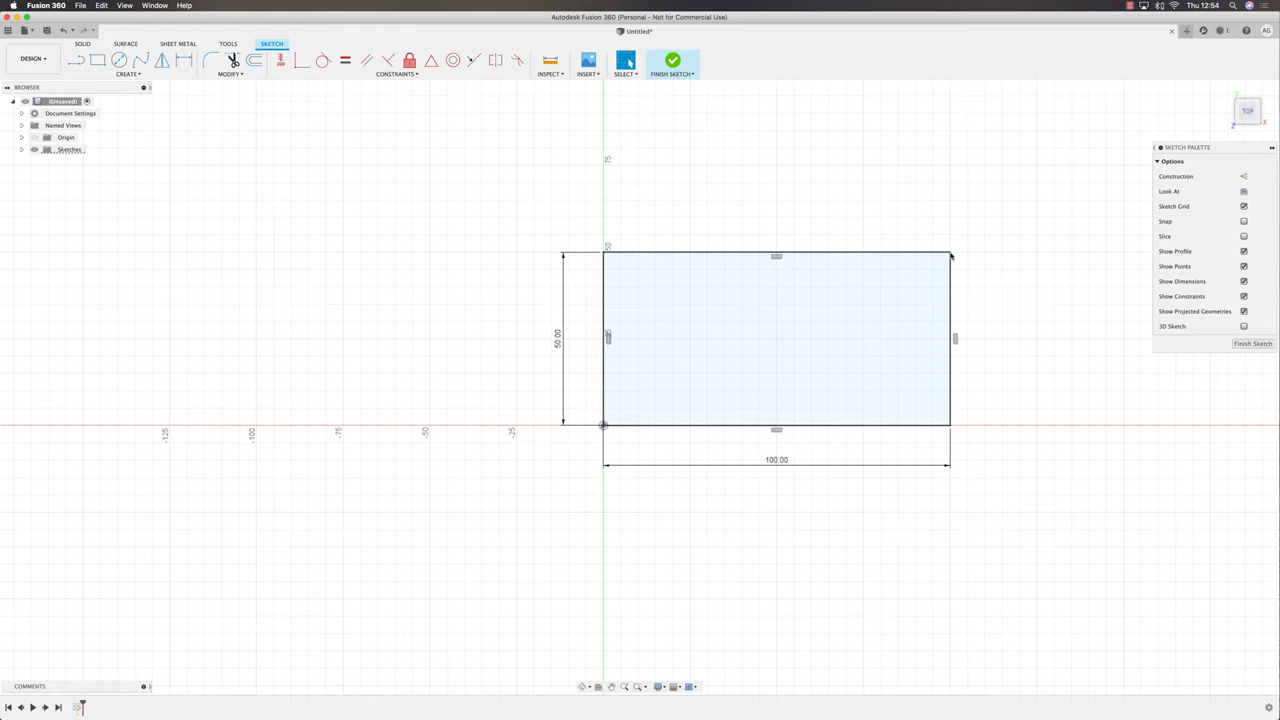 Fusion 360 File Edit View Window Help Thu 12:54 AG
Autodesk Fusion 360 (Personal - Not for Commercial Use)
Untitled*
1
SOLID SURFACE SHEET METAL TOOLS SKETCH
DESIGN
CREATE MODIFY CONSTRAINTS INSPECT INSERT SELECT FINISH SKETCH
BROWSER
(Unsaved)
Document Settings
Named Views
Origin
Sketches
TOP
X
Y
Z
SKETCH PALETTE
Options
Construction
Look At
Sketch Grid
Snap
Slice
Show Profile
Show Points
Show Dimensions
Show Constraints
Show Projected Geometries
3D Sketch
Finish Sketch
75
50
25
50.00
-125 -100 -75 -50 -25
100.00
COMMENTS